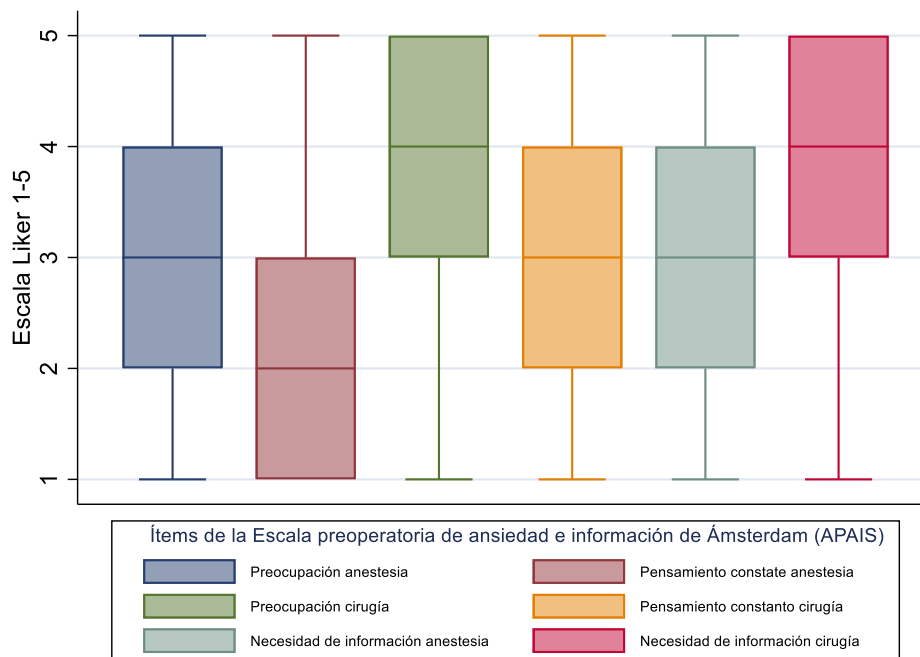 5
4
3
2
1
Escala Liker 1-5
Ítems de la Escala preoperatoria de ansiedad e información de Ámsterdam (APAIS)
Preocupación anestesia
Pensamiento constate anestesia
Preocupación cirugía
Pensamiento constanto cirugía
Necesidad de información anestesia
Necesidad de información cirugía